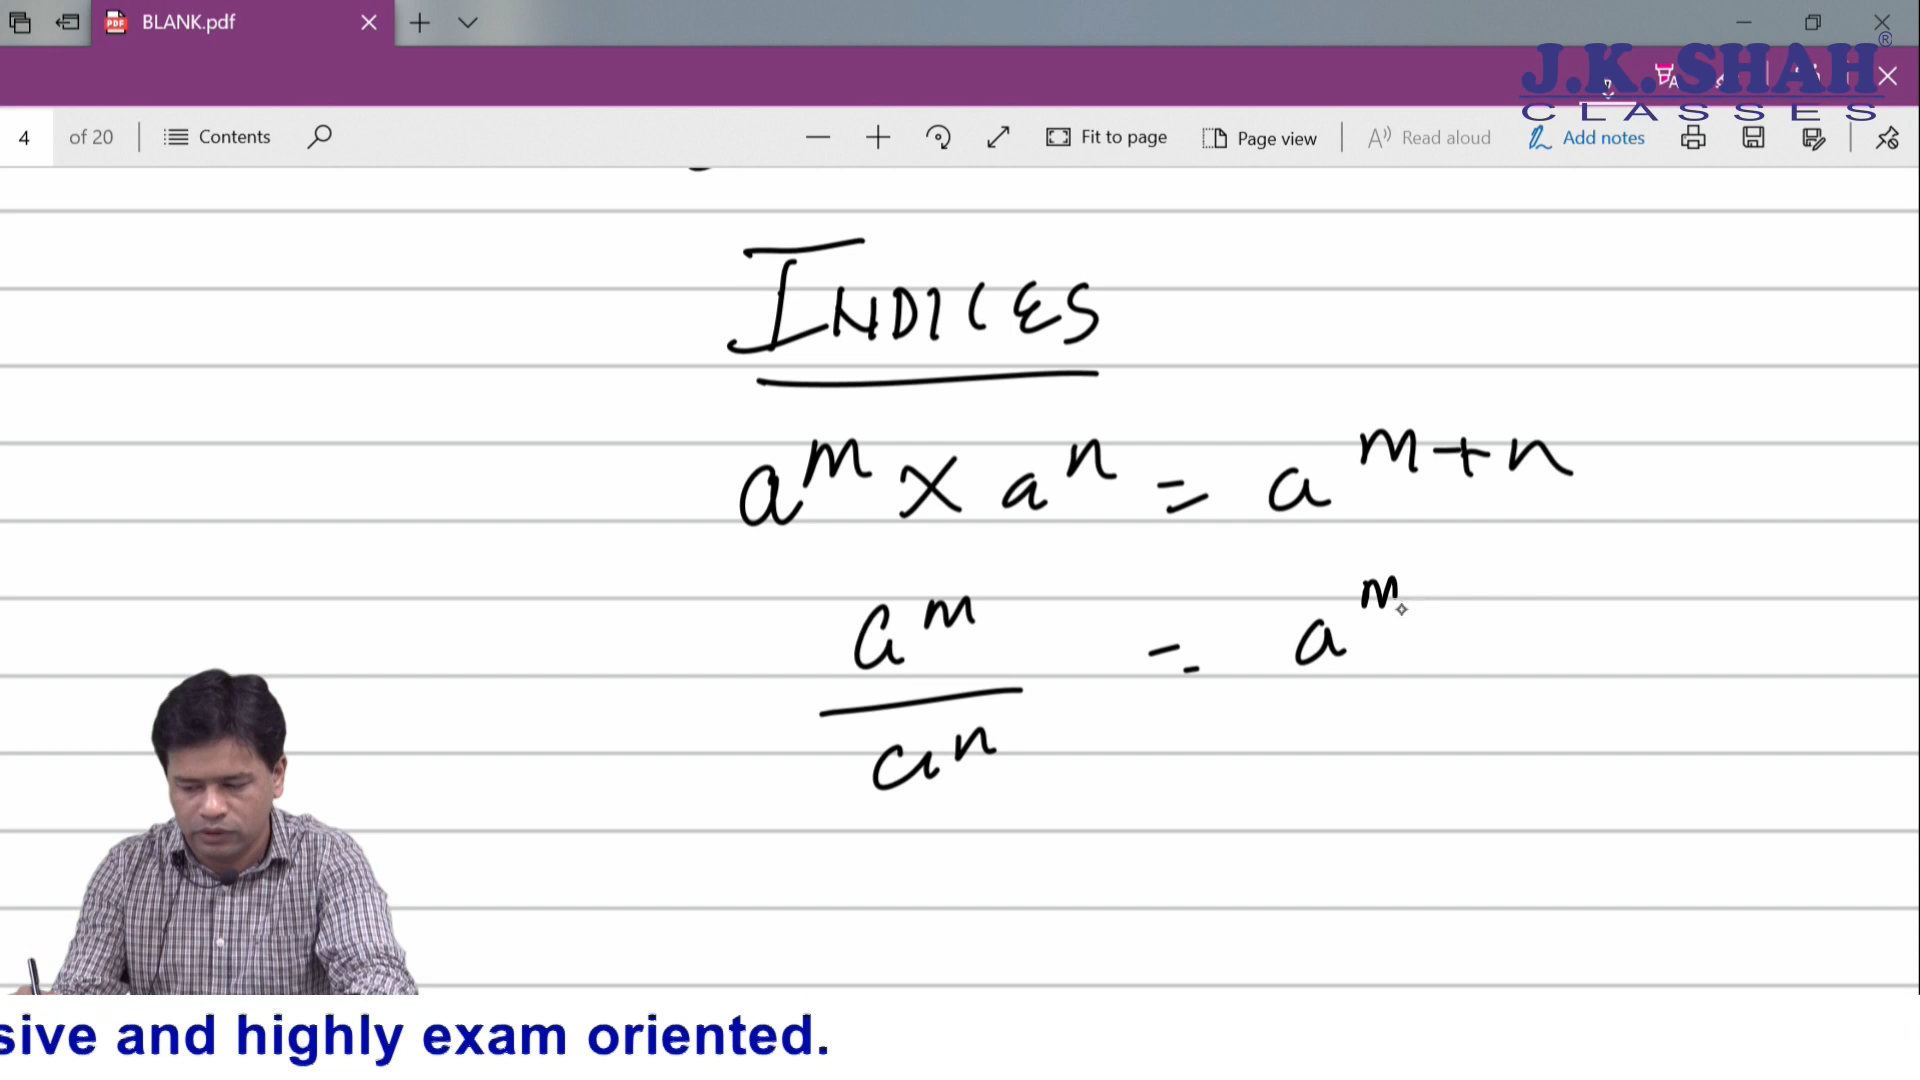 BLANK.pdf
J.K.SHAH®
CLASSES
4 of 20 Contents Fit to page Page view Read aloud Add notes
INDICES
a^m × a^n = a^m+n
a^m = a^m
a^n
sive and highly exam oriented.